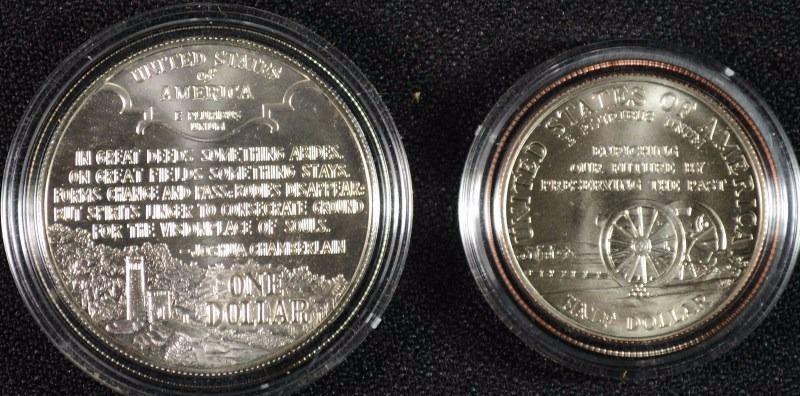 UNITED STATES
of
AMERICA
E PLURIBUS
UNUM
IN GREAT DEEDS SOMETHING ABIDES.
ON GREAT FIELDS SOMETHING STAYS.
FORMS CHANGE AND PASS; BODIES DISAPPEAR;
BUT SPIRITS LINGER TO CONSECRATE GROUND
FOR THE VISION-PLACE OF SOULS.
-JOSHUA CHAMBERLAIN
ONE
DOLLAR
UNITED STATES OF AMERICA
E PLURIBUS UNUM
ENRICHING
OUR FUTURE BY
PRESERVING THE PAST
HALF DOLLAR